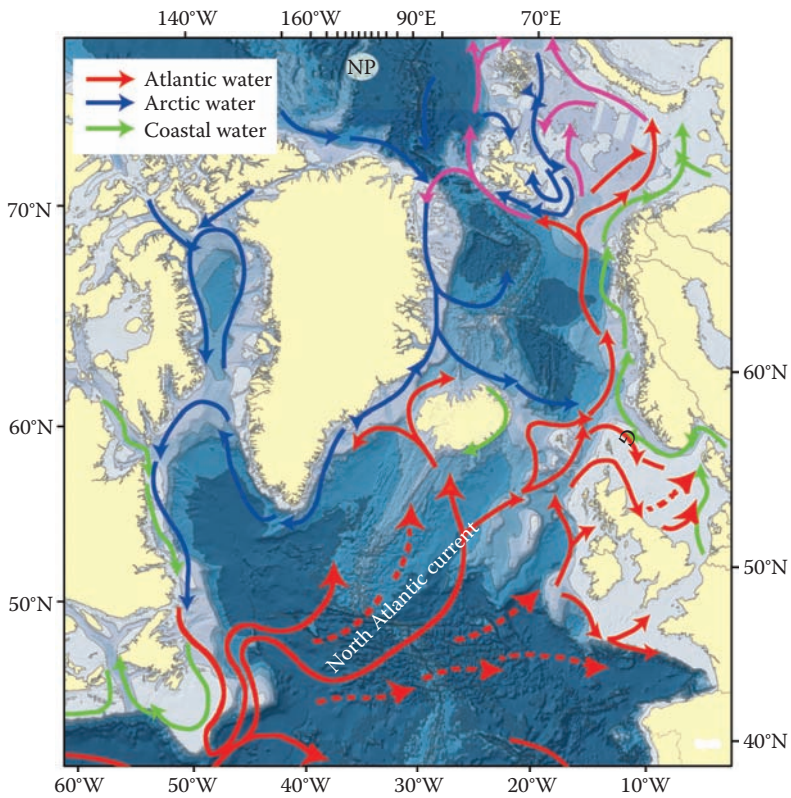 140°W 160°W 90°E 70°E
NP
Atlantic water
Arctic water
Coastal water
70°N
60°N
60°N
50°N
50°N
North Atlantic current
40°N
60°W 50°W 40°W 30°W 20°W 10°W